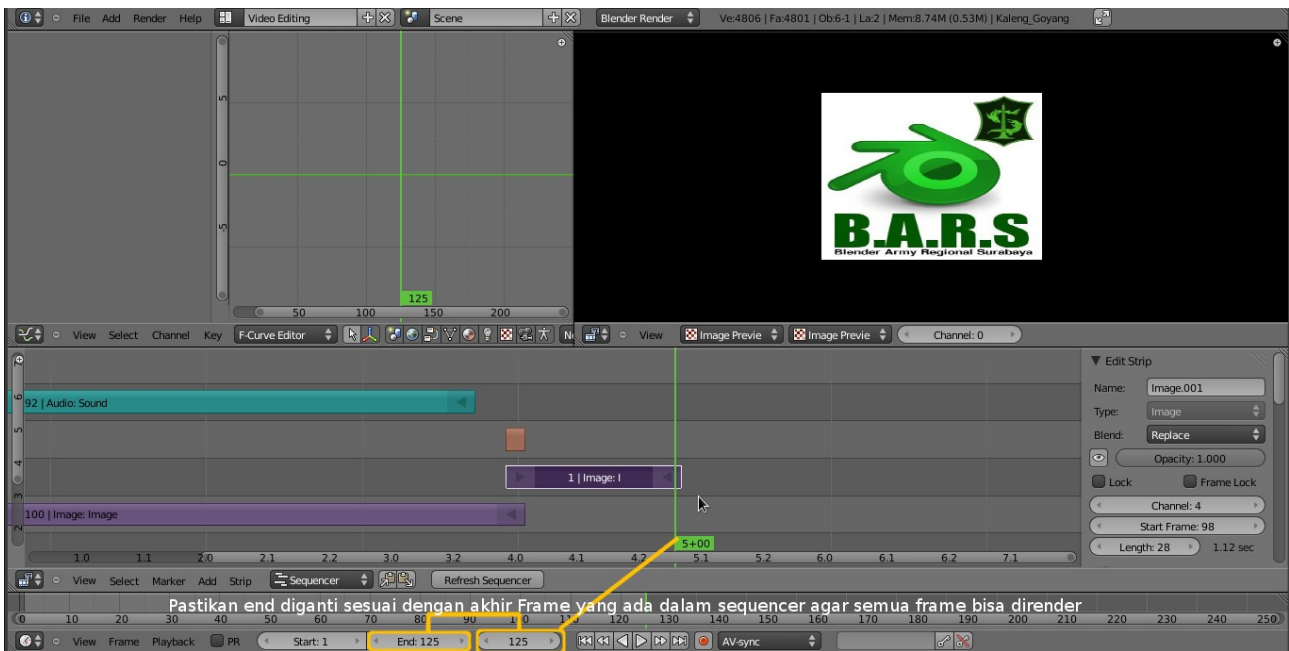 File Add Render Help Video Editing Scene Blender Render Ve:4806 | Fa:4801 | Ob:6-1 | La:2 | Mem:8.74M (0.53M) | Kaleng_Goyang
5
0
-5
125
50 100 150 200
B.A.R.S
Blender Army Regional Surabaya
View Select Channel Key F-Curve Editor
View Image Previe Image Previe Channel: 0
7
6
5
4
3
2
92 | Audio: Sound
1 | Image: I
100 | Image: Image
5+00
1.0 1.1 2.0 2.1 2.2 3.0 3.2 4.0 4.1 4.2 5.1 5.2 6.0 6.1 6.2 7.1
Edit Strip
Name: Image.001
Type: Image
Blend: Replace
Opacity: 1.000
Lock Frame Lock
Channel: 4
Start Frame: 98
Length: 28 1.12 sec
View Select Marker Add Strip Sequencer Refresh Sequencer
Pastikan end diganti sesuai dengan akhir Frame yang ada dalam sequencer agar semua frame bisa dirender
0 10 20 30 40 50 60 70 80 90 100 110 120 130 140 150 160 170 180 190 200 210 220 230 240 250
View Frame Playback PR Start: 1 End: 125 125 AV-sync